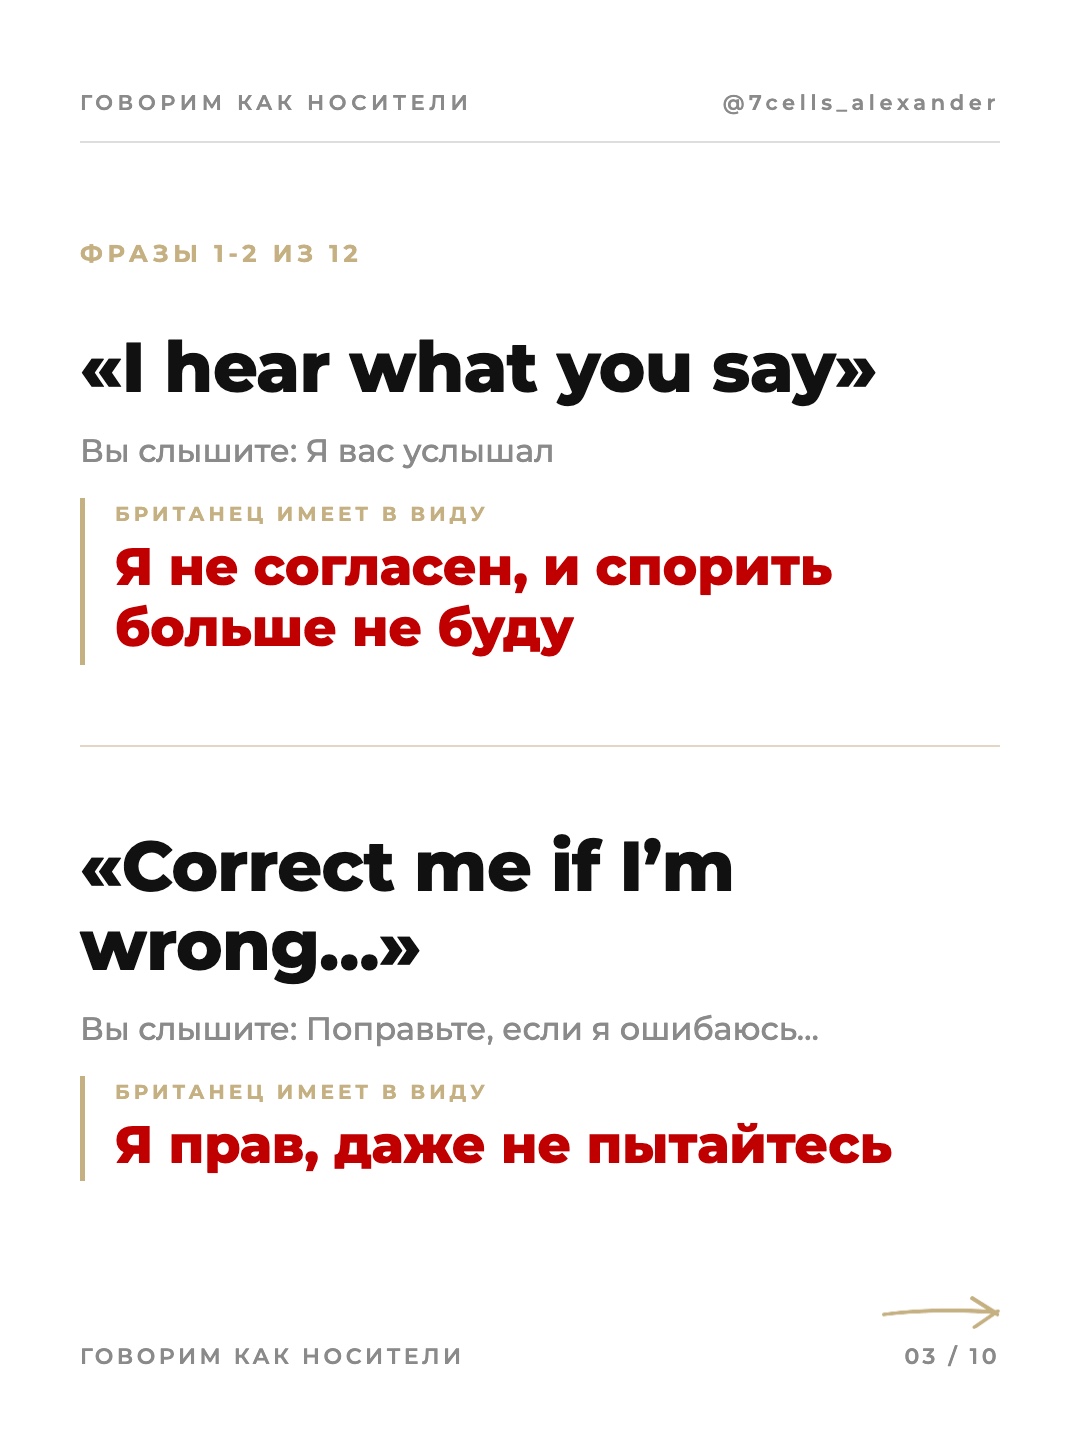 ГОВОРИМ КАК НОСИТЕЛИ
@7cells_alexander
ФРАЗЫ 1-2 ИЗ 12
«I hear what you say»
Вы слышите: Я вас услышал
БРИТАНЕЦ ИМЕЕТ В ВИДУ
Я не согласен, и спорить
больше не буду
«Correct me if I’m
wrong...»
Вы слышите: Поправьте, если я ошибаюсь...
БРИТАНЕЦ ИМЕЕТ В ВИДУ
Я прав, даже не пытайтесь
ГОВОРИМ КАК НОСИТЕЛИ
03 / 10